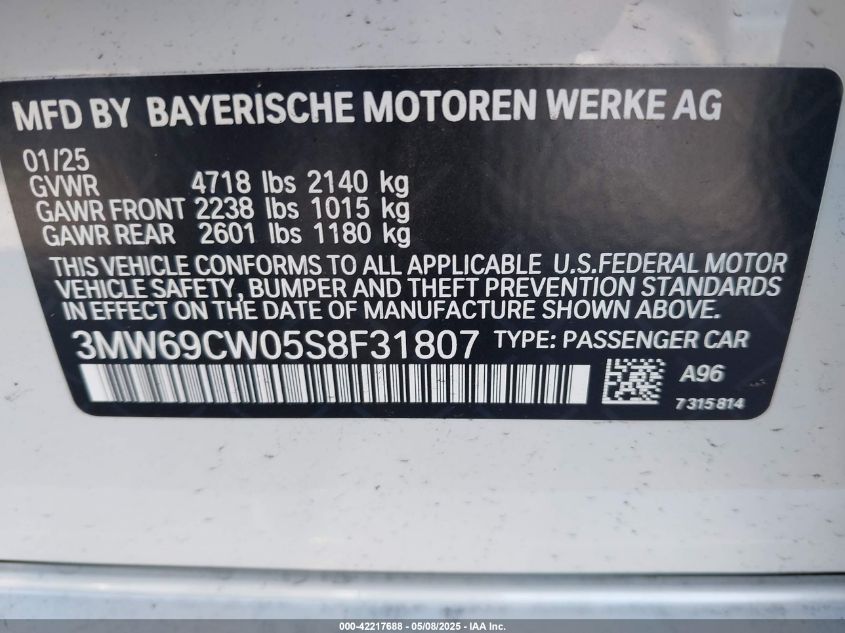 MFD BY BAYERISCHE MOTOREN WERKE AG
01/25
GVWR 4718 lbs 2140 kg
GAWR FRONT 2238 lbs 1015 kg
GAWR REAR 2601 lbs 1180 kg
THIS VEHICLE CONFORMS TO ALL APPLICABLE U.S.FEDERAL MOTOR
VEHICLE SAFETY, BUMPER AND THEFT PREVENTION STANDARDS
IN EFFECT ON THE DATE OF MANUFACTURE SHOWN ABOVE.
3MW69CW05S8F31807 TYPE: PASSENGER CAR
A96
7315814
000-42217688 - 05/08/2025 - IAA Inc.